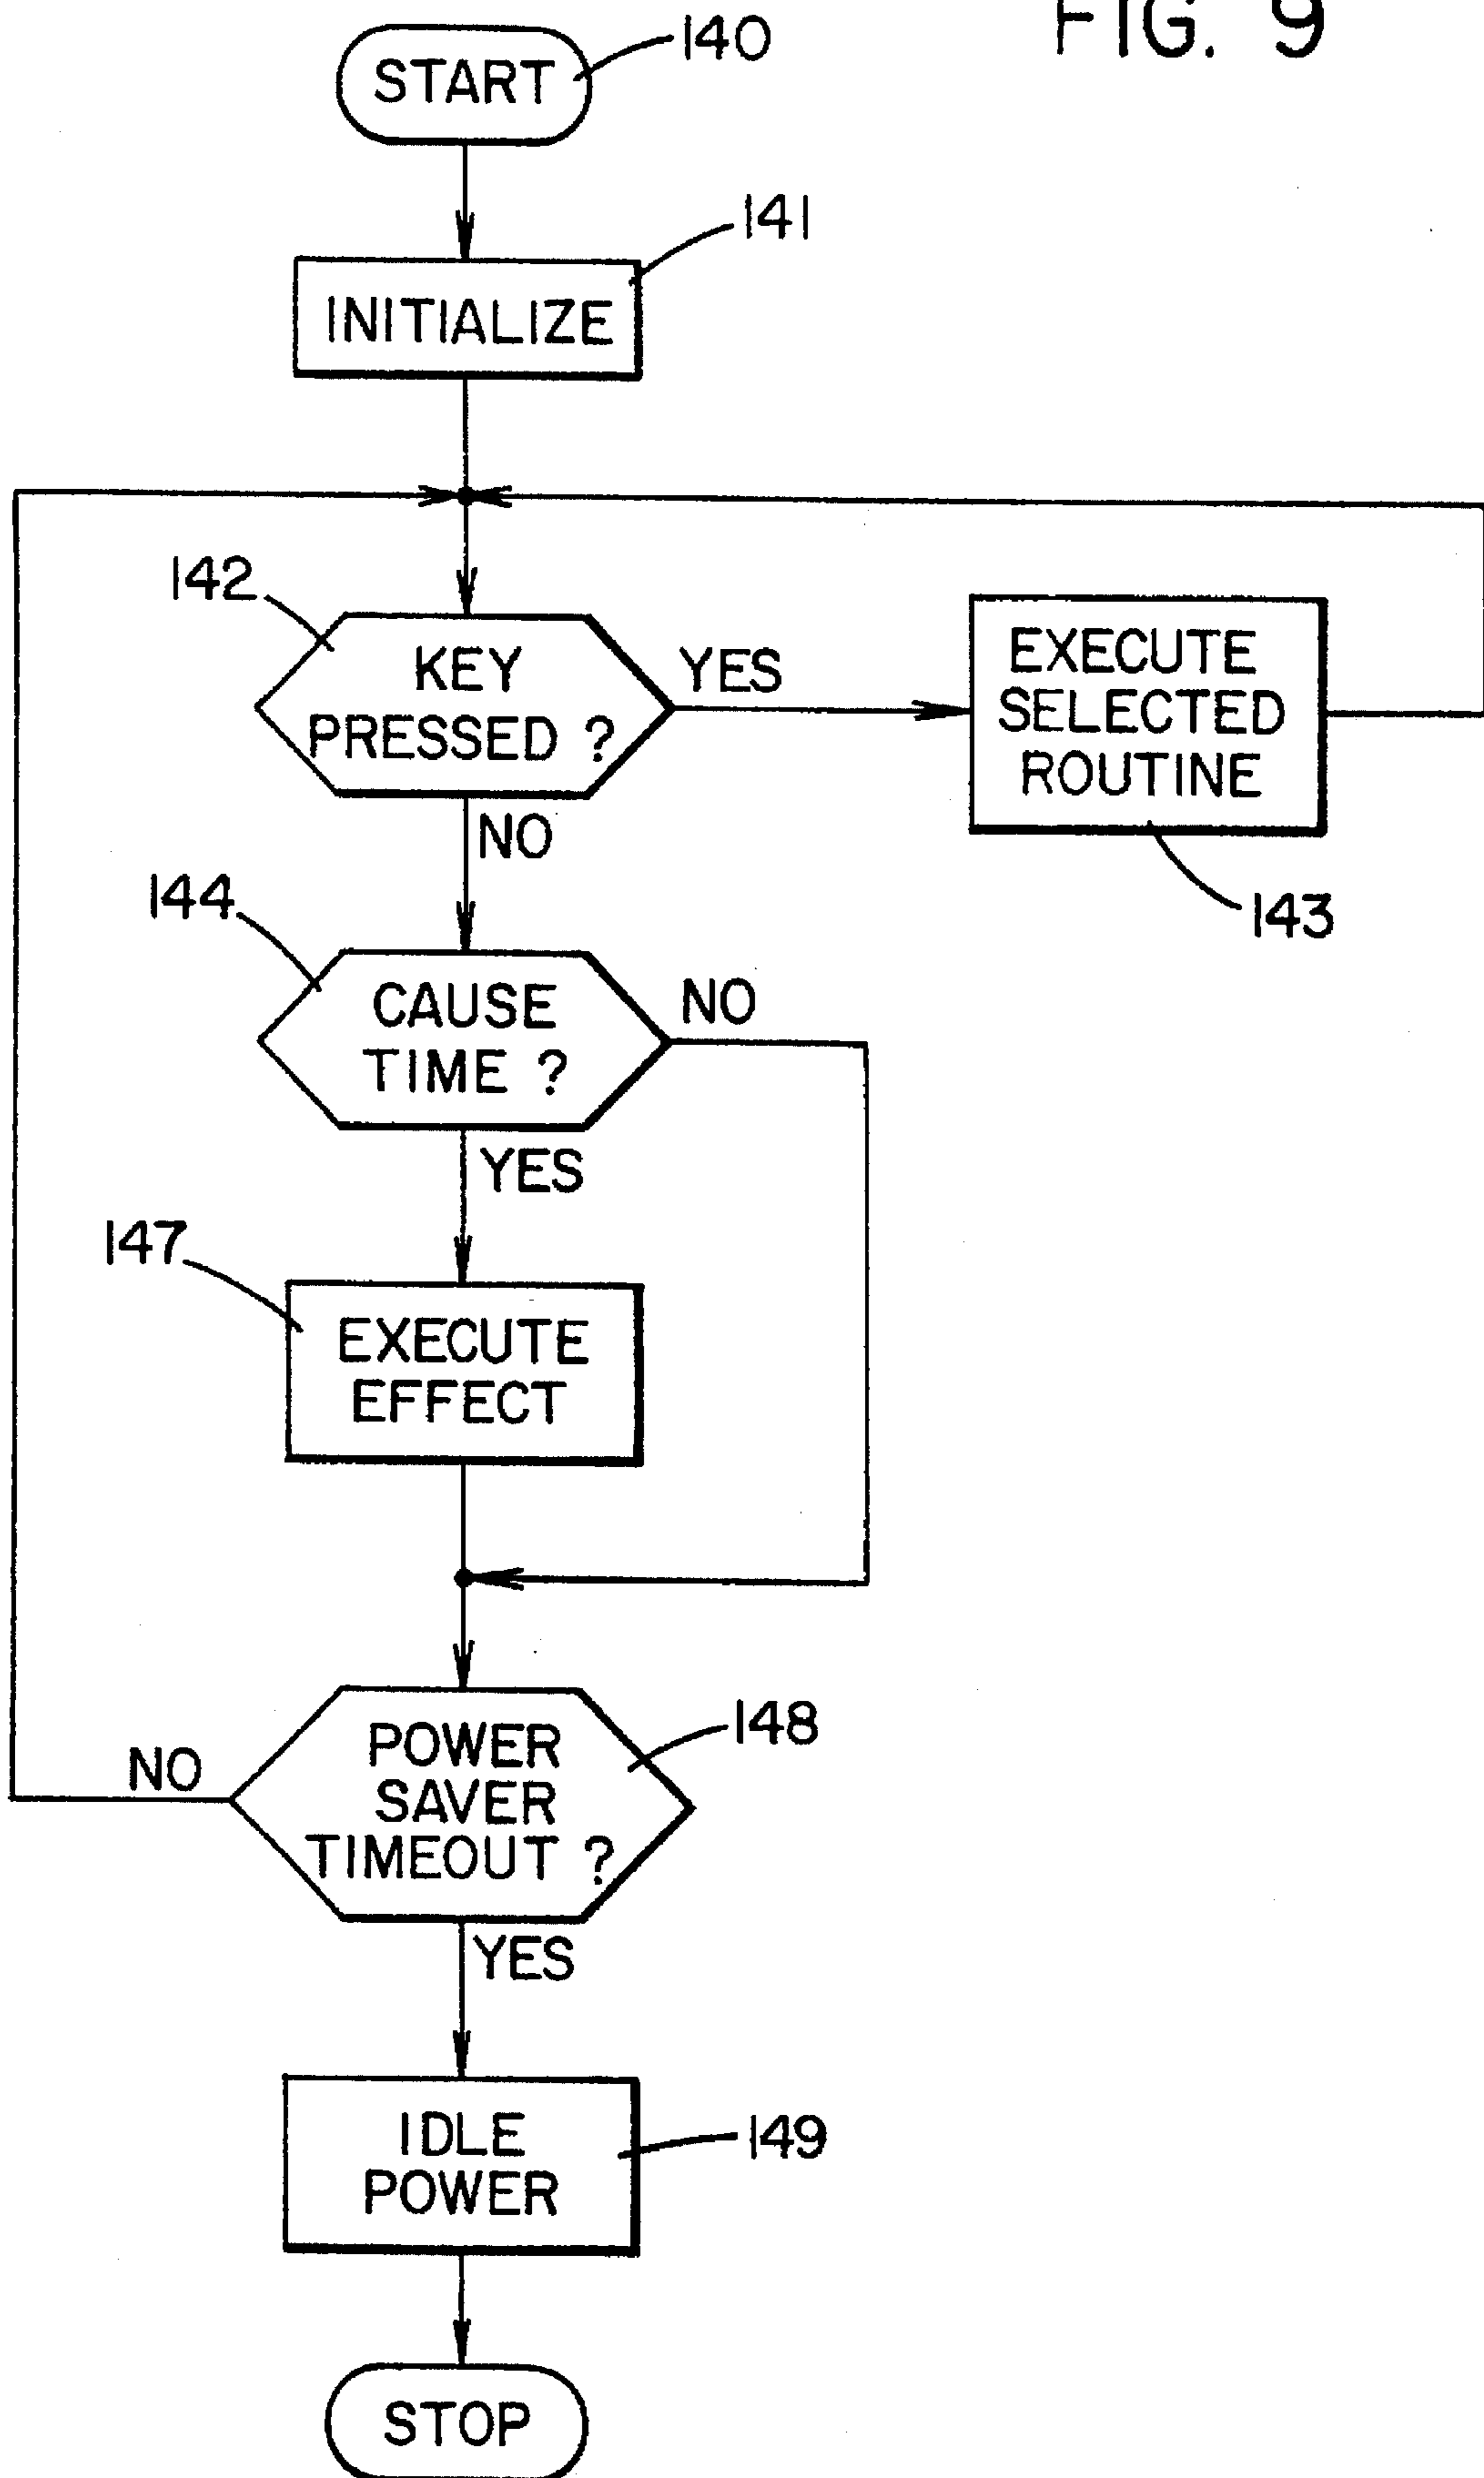 FIG. 9
140
START
141
INITIALIZE
142
KEY
PRESSED ?
YES
EXECUTE
SELECTED
ROUTINE
143
NO
144
CAUSE
TIME ?
NO
YES
147
EXECUTE
EFFECT
148
POWER
SAVER
TIMEOUT ?
NO
YES
IDLE
POWER
149
STOP